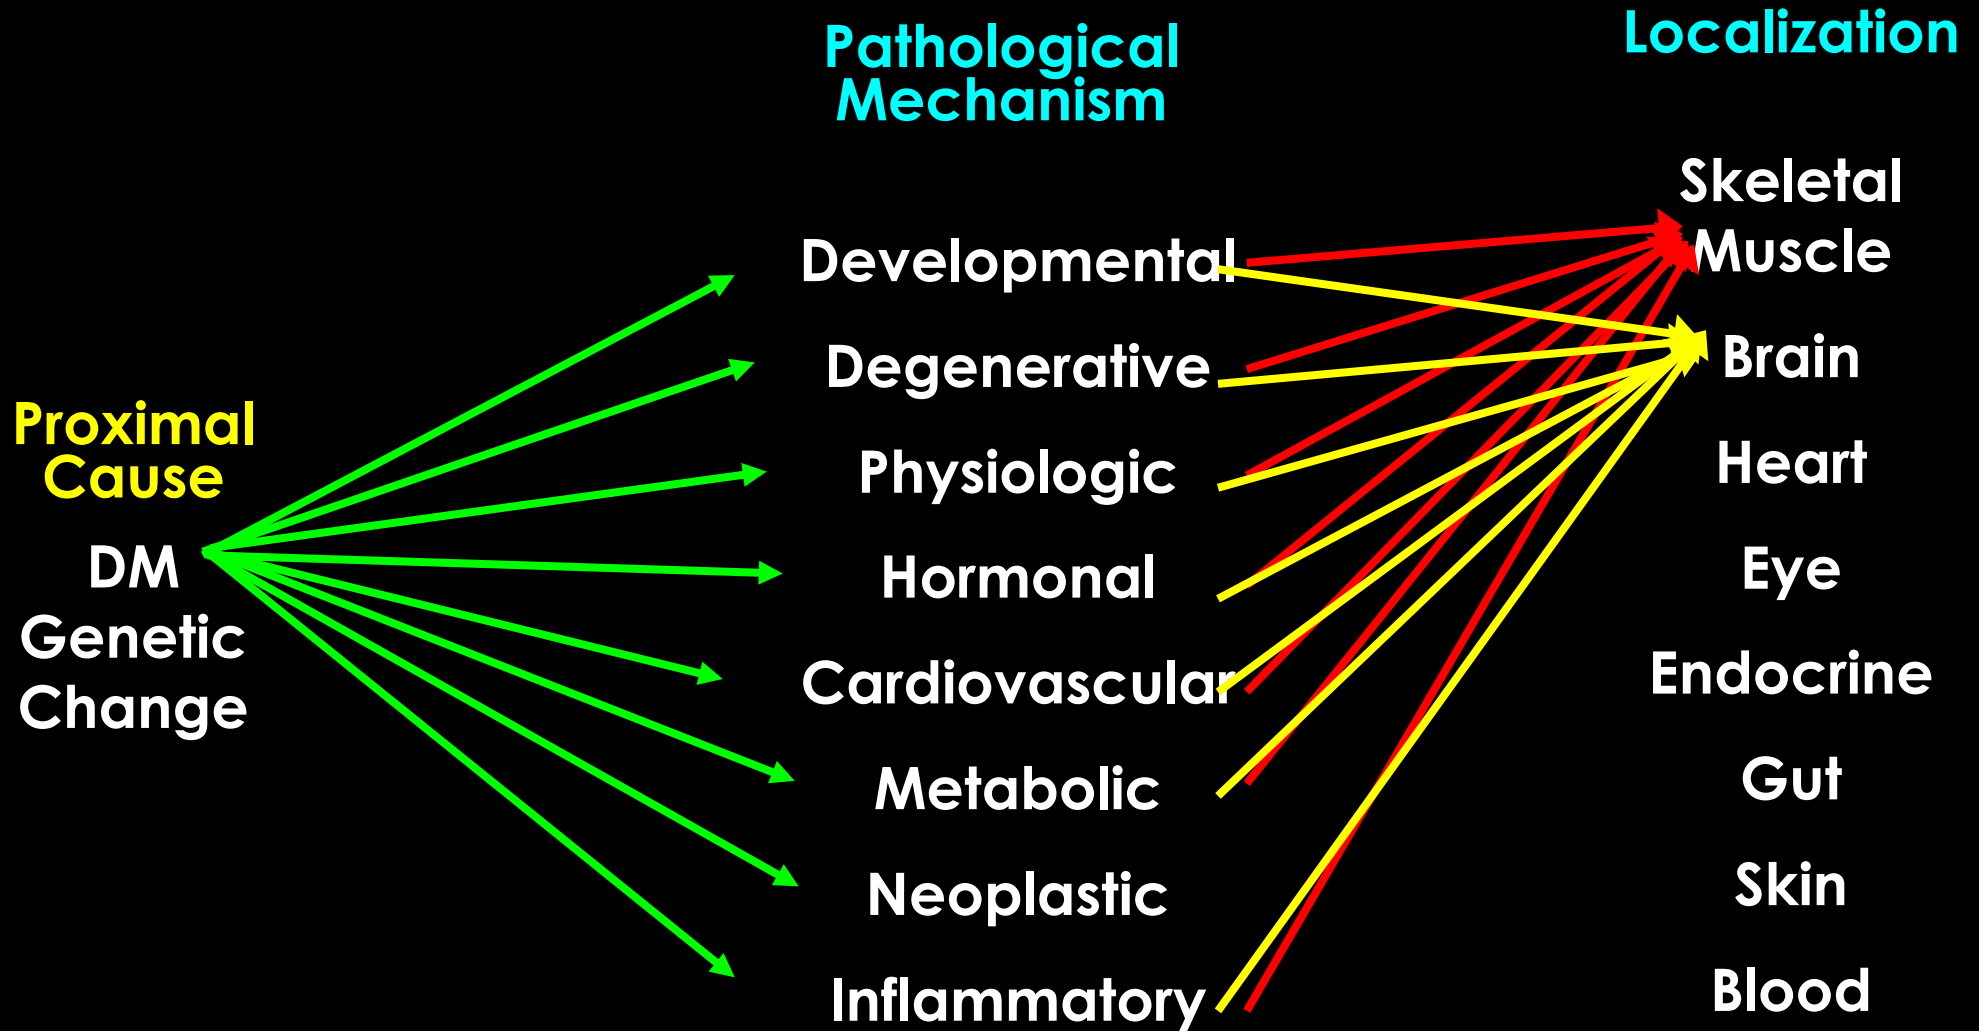 Proximal
Cause
DM
Genetic
Change
Pathological
Mechanism
Developmental
Degenerative
Physiologic
Hormonal
Cardiovascular
Metabolic
Neoplastic
Inflammatory
Localization
Skeletal
Muscle
Brain
Heart
Eye
Endocrine
Gut
Skin
Blood